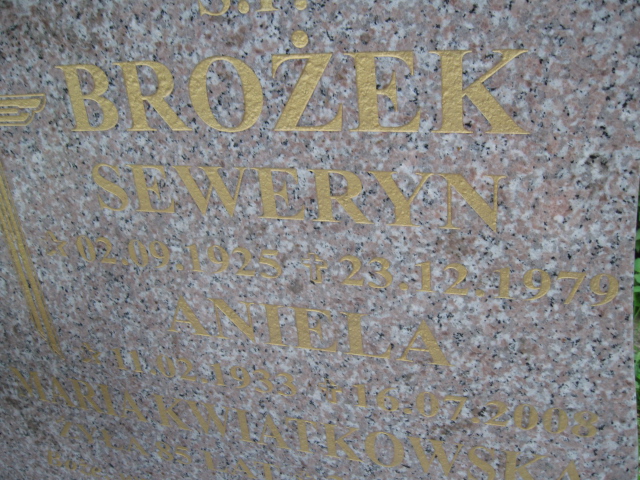 Ś.P.
BROŻEK
SEWERYN
02.09.1925 †23.12.1979
ANIELA
11.02.1933 †16.07.2008
MARIA KWIATKOWSKA